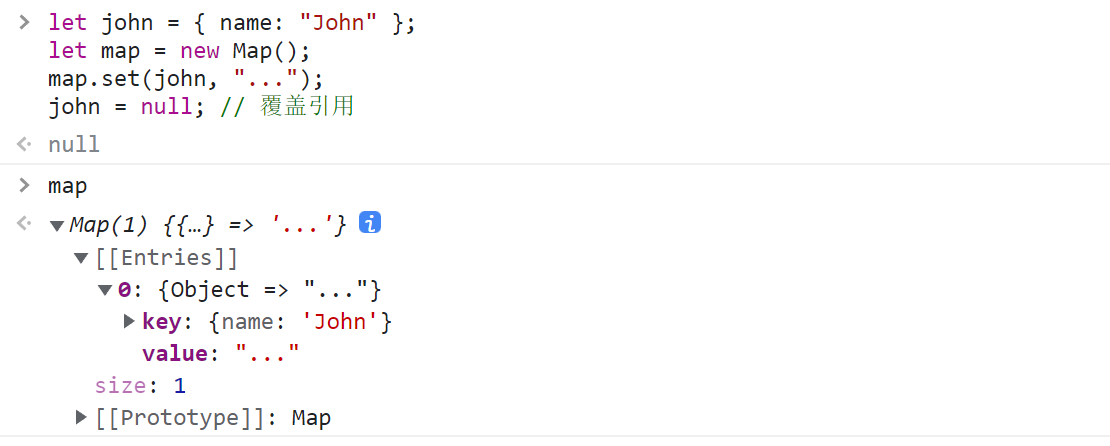 let john = { name: "John" };
let map = new Map();
map.set(john, "...");
john = null; // 覆盖引用
null
map
Map(1) {{…} => '...'} i
[[Entries]]
0: {Object => "..."}
key: {name: 'John'}
value: "..."
size: 1
[[Prototype]]: Map